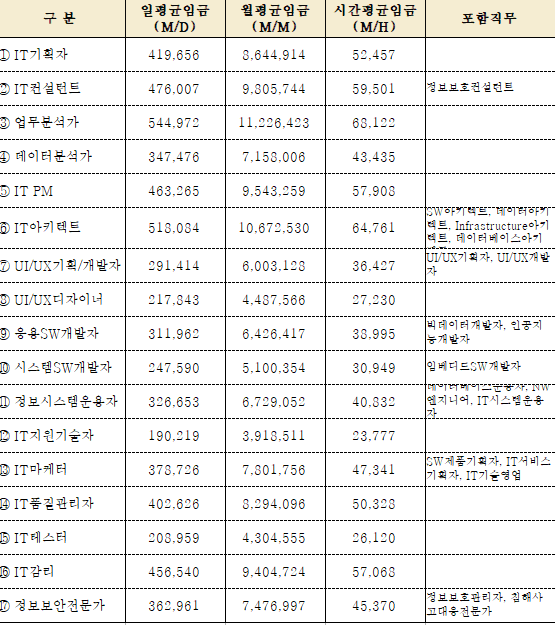 구 분 일평균임금 월평균임금 시간평균임금 포함직무
(M/D) (M/M) (M/H)
① IT기획자 419,656 8,644,914 52,457
② IT컨설턴트 476,007 9,805,744 59,501 정보보호컨설턴트
③ 업무분석가 544,972 11,226,423 68,122
④ 데이터분석가 347,476 7,158,006 43,435
⑤ IT PM 463,265 9,543,259 57,908
SW아키텍트, 데이터아키
⑥ IT아키텍트 518,084 10,672,530 64,761 텍트, Infrastructure아키
텍트, 데이터베이스아키
⑦ UI/UX기획/개발자 291,414 6,003,128 36,427 UI/UX기획자, UI/UX개발
자
⑧ UI/UX디자이너 217,843 4,487,566 27,230
⑨ 응용SW개발자 311,962 6,426,417 38,995 빅데이터개발자, 인공지
능개발자
⑩ 시스템SW개발자 247,590 5,100,354 30,949 임베디드SW개발자
데이터베이스운용자, NW
⑪ 정보시스템운용자 326,653 6,729,052 40,832 엔지니어, IT시스템운용
자
⑫ IT지원기술자 190,219 3,918,511 23,777
⑬ IT마케터 378,726 7,801,756 47,341 SW제품기획자, IT서비스
기획자, IT기술영업
⑭ IT품질관리자 402,626 8,294,096 50,328
⑮ IT테스터 208,959 4,304,555 26,120
⑯ IT감리 456,540 9,404,724 57,068
⑰ 정보보안전문가 362,961 7,476,997 45,370 정보보호관리자, 침해사
고대응전문가